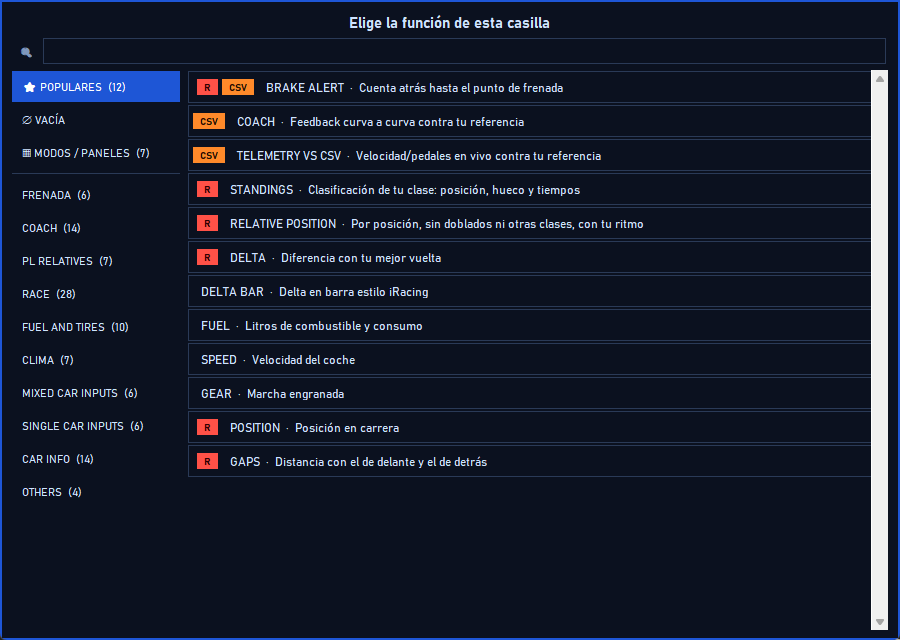 Elige la función de esta casilla
POPULARES (12)
VACÍA
MODOS / PANELES (7)
FRENADA (6)
COACH (14)
PL RELATIVES (7)
RACE (28)
FUEL AND TIRES (10)
CLIMA (7)
MIXED CAR INPUTS (6)
SINGLE CAR INPUTS (6)
CAR INFO (14)
OTHERS (4)
R CSV BRAKE ALERT · Cuenta atrás hasta el punto de frenada
CSV COACH · Feedback curva a curva contra tu referencia
CSV TELEMETRY VS CSV · Velocidad/pedales en vivo contra tu referencia
R STANDINGS · Clasificación de tu clase: posición, hueco y tiempos
R RELATIVE POSITION · Por posición, sin doblados ni otras clases, con tu ritmo
R DELTA · Diferencia con tu mejor vuelta
DELTA BAR · Delta en barra estilo iRacing
FUEL · Litros de combustible y consumo
SPEED · Velocidad del coche
GEAR · Marcha engranada
R POSITION · Posición en carrera
R GAPS · Distancia con el de delante y el de detrás